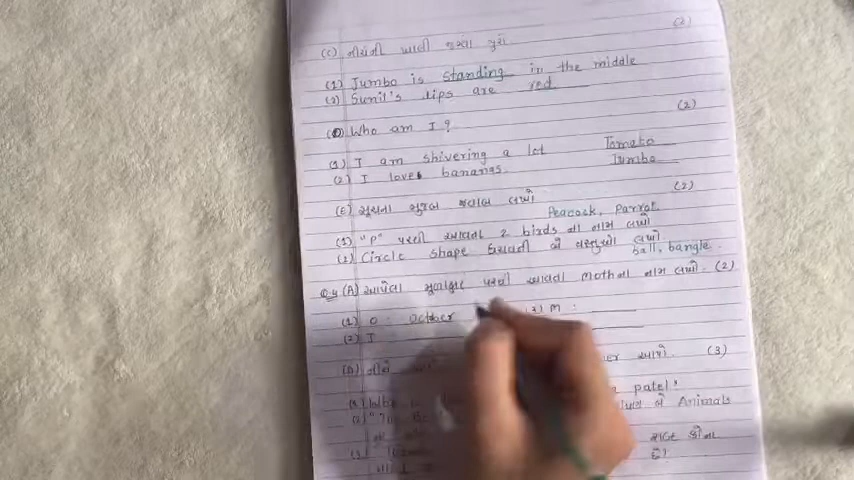 (C) નીચેની ખાલી જગ્યા પુરો (2)
(1) Jumbo is standing in the middle
(2) Sunil's lips are red
(D) Who am I? (2)
(1) I am shivering a lot Tomato
(2) I love bananas. Jumbo
(E) સુચના મુજબ જવાબ લખો (2)
Peacock, Parrot
(1) "P" પરથી આવતા 2 birds ના નામ લખો
(2) Circle shape ધરાવતી બે વસ્તુઓ લખો.
ball, bangle.
Q-4 (A) આપેલા મુળાક્ષર પરથી આવતા Month ના નામ લખો. (2)
(1) O : October (3) M :
(2) J
(B) નીચે આપો. (3)
patel?
બે Animals